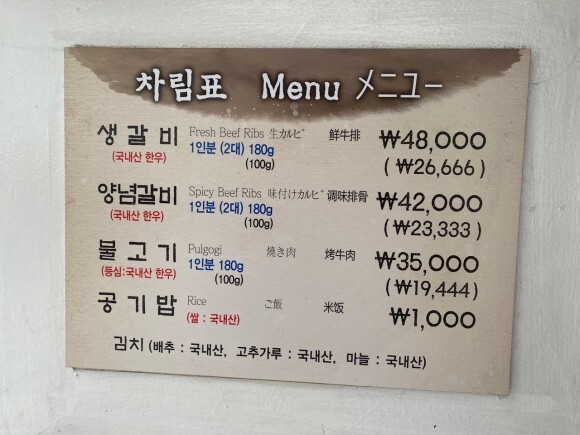 차림표 Menu メニュー
생갈비 Fresh Beef Ribs 生カルビ 鲜牛排 ₩48,000
(국내산 한우) 1인분 (2대) 180g
(100g) (₩26,666)
양념갈비 Spicy Beef Ribs 味付けカルビ 调味排骨 ₩42,000
(국내산 한우) 1인분 (2대) 180g
(100g) (₩23,333)
불고기 Pulgogi 焼き肉 烤牛肉 ₩35,000
(등심:국내산 한우) 1인분 180g
(100g) (₩19,444)
공기밥 Rice ご飯 米饭 ₩1,000
(쌀 : 국내산)
김치 (배추 : 국내산, 고추가루 : 국내산, 마늘 : 국내산)